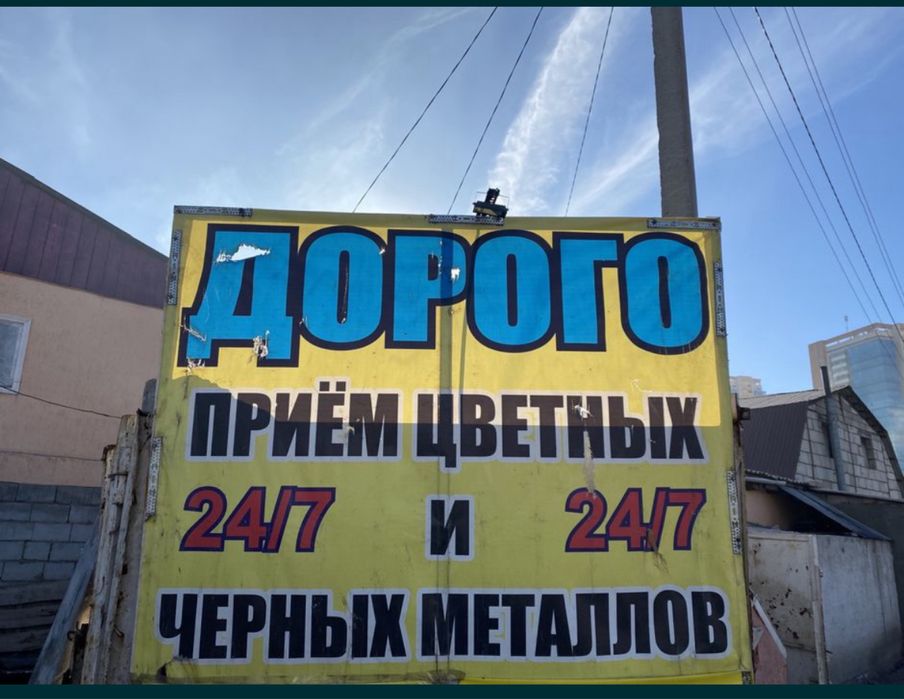 ДОРОГО
ПРИЁМ ЦВЕТНЫХ
24/7 И 24/7
ЧЕРНЫХ МЕТАЛЛОВ